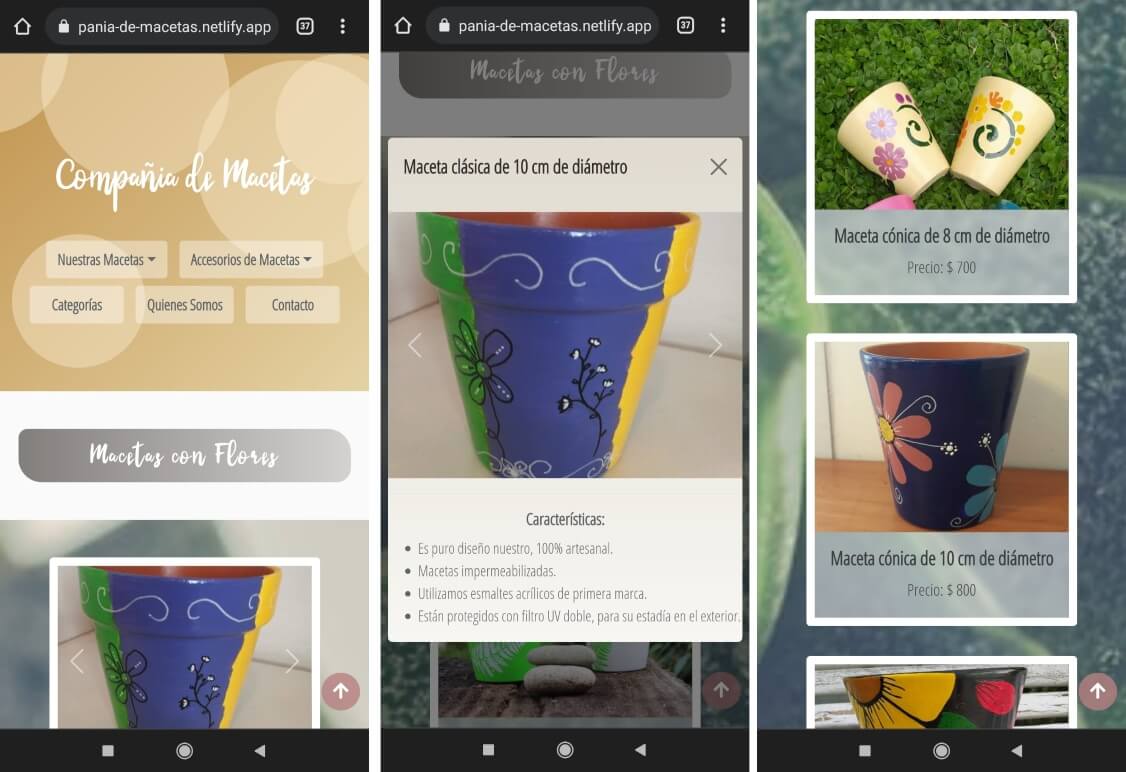 pania-de-macetas.netlify.app
37
Compañia de Macetas
Nuestras Macetas
Accesorios de Macetas
Categorías
Quienes Somos
Contacto
Macetas con Flores
pania-de-macetas.netlify.app
37
Macetas con Flores
Maceta clásica de 10 cm de diámetro
Características:
Es puro diseño nuestro, 100% artesanal.
Macetas impermeabilizadas.
Utilizamos esmaltes acrílicos de primera marca.
Están protegidos con filtro UV doble, para su estadía en el exterior.
Maceta cónica de 8 cm de diámetro
Precio: $ 700
Maceta cónica de 10 cm de diámetro
Precio: $ 800